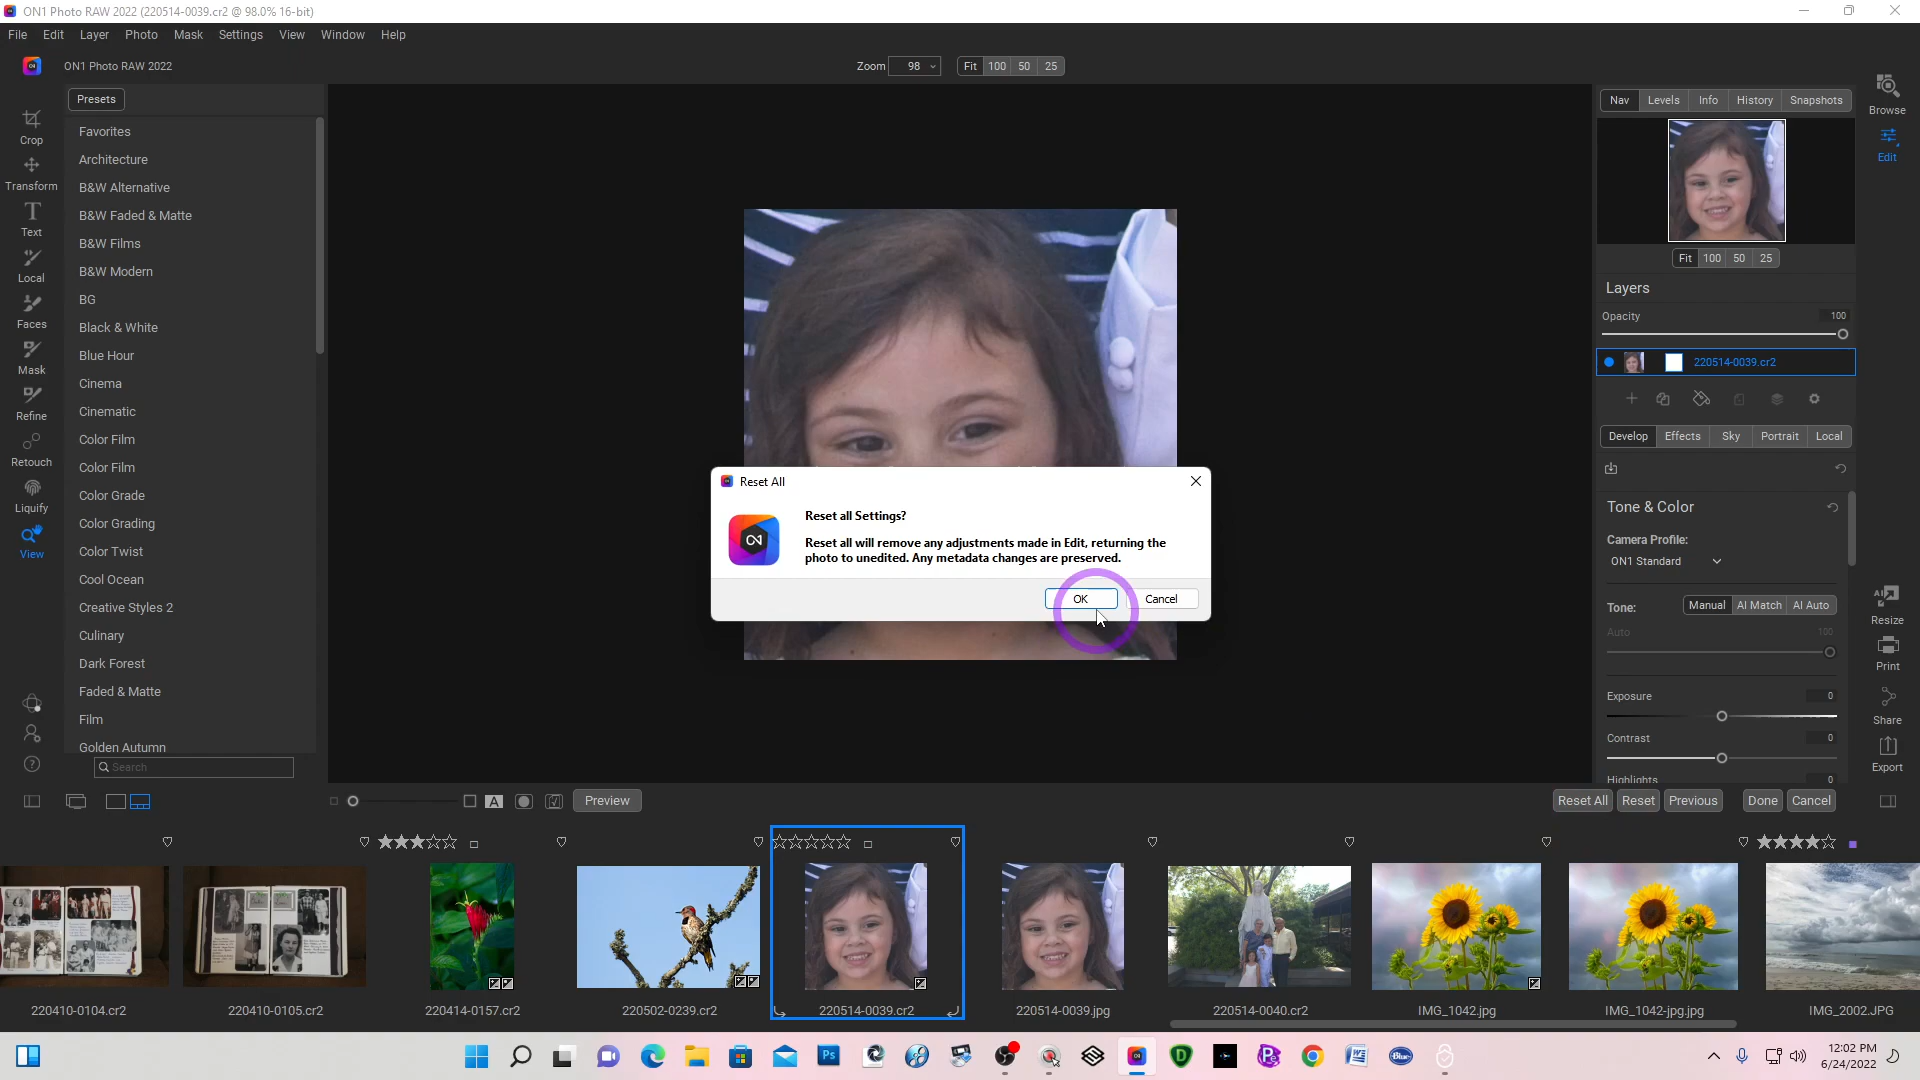 ON1 Photo RAW 2022 (220514-0039.cr2 @ 98.0% 16-bit)
File Edit Layer Photo Mask Settings View Window Help
ON1 Photo RAW 2022
Zoom 98 Fit 100 50 25
Presets
Favorites
Architecture
B&W Alternative
B&W Faded & Matte
B&W Films
B&W Modern
BG
Black & White
Blue Hour
Cinema
Cinematic
Color Film
Color Film
Color Grade
Color Grading
Color Twist
Cool Ocean
Creative Styles 2
Culinary
Dark Forest
Faded & Matte
Film
Golden Autumn
Search
Crop
Transform
Text
Local
Faces
Mask
Refine
Retouch
Liquify
View
Reset All
Reset all Settings?
Reset all will remove any adjustments made in Edit, returning the
photo to unedited. Any metadata changes are preserved.
OK Cancel
Nav Levels Info History Snapshots
Fit 100 50 25
Layers
Opacity 100
220514-0039.cr2
Develop Effects Sky Portrait Local
Tone & Color
Camera Profile:
ON1 Standard
Tone: Manual AI Match AI Auto
Auto 100
Exposure 0
Contrast 0
Highlights 0
Browse
Edit
AI
Resize
Print
Share
Export
A Preview
Reset All Reset Previous Done Cancel
220410-0104.cr2 220410-0105.cr2 220414-0157.cr2 220502-0239.cr2 220514-0039.cr2 220514-0039.jpg 220514-0040.cr2 IMG_1042.jpg IMG_1042-jpg.jpg IMG_2002.JPG
Ps
Blue
12:02 PM
6/24/2022